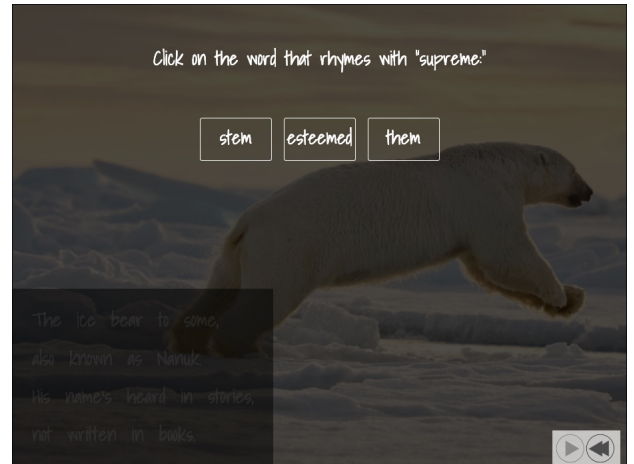 Click on the word that rhymes with "supreme:"
stem esteemed them
The ice bear to some,
also known as Nanuk.
His name's heard in stories,
not written in books.